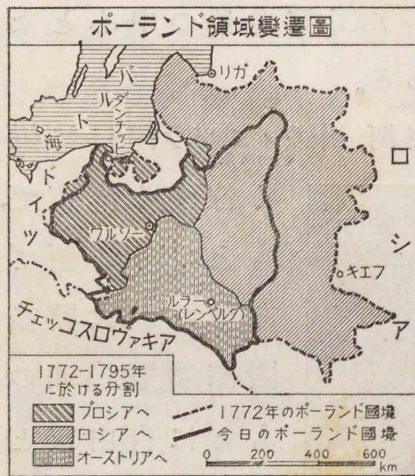 ポーランド領域變遷圖
リガ
バルト海
ダンチッヒ
ドイツ
ロシア
ワルソー
キエフ
ルヴァー
(レンベルク)
チェッコスロヴァキア
1772-1795年
に於ける分割
プロシアへ
ロシアへ
オーストリアへ
1772年のポーランド國境
今日のポーランド國境
0 200 400 600
km